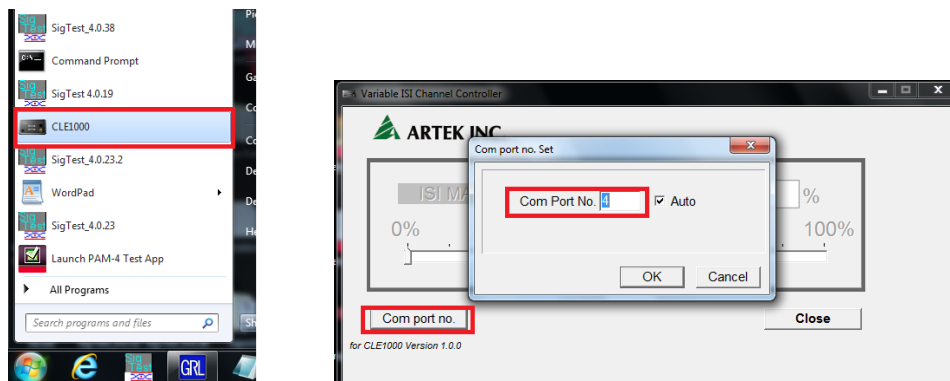 SigTest_4.0.38
Command Prompt
SigTest 4.0.19
CLE1000
SigTest_4.0.23.2
WordPad
SigTest_4.0.23
Launch PAM-4 Test App
All Programs
Search programs and files
GRL
Variable ISI Channel Controller
ARTEK INC.
Com port no. Set
ISI MA
Com Port No. 4
Auto
%
0%
100%
OK
Cancel
Com port no.
Close
for CLE1000 Version 1.0.0